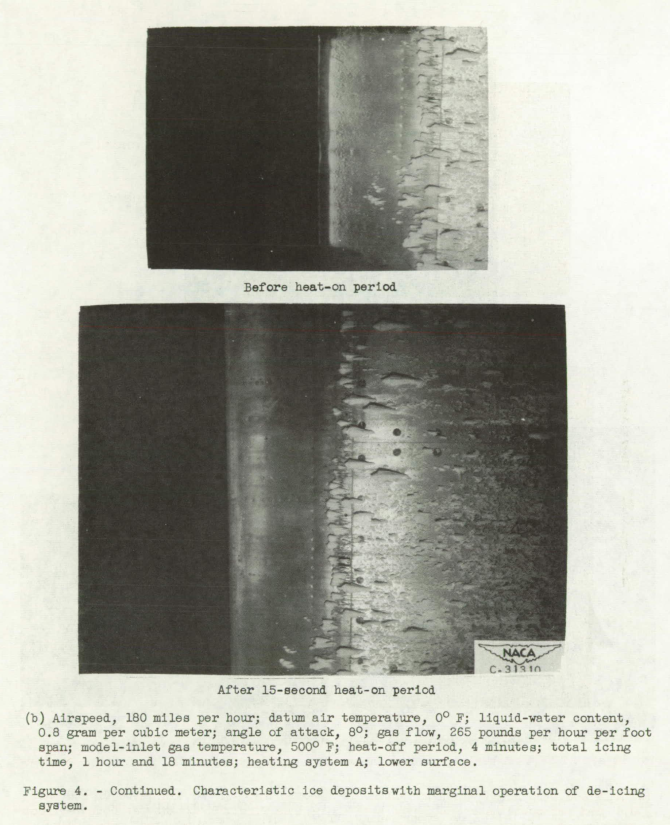 Before heat-on period
NACA
C-31310
After 15-second heat-on period
(b) Airspeed, 180 miles per hour; datum air temperature, 0° F; liquid-water content,
0.8 gram per cubic meter; angle of attack, 8°; gas flow, 265 pounds per hour per foot
span; model-inlet gas temperature, 500° F; heat-off period, 4 minutes; total icing
time, 1 hour and 18 minutes; heating system A; lower surface.
Figure 4. - Continued. Characteristic ice deposits with marginal operation of de-icing
system.